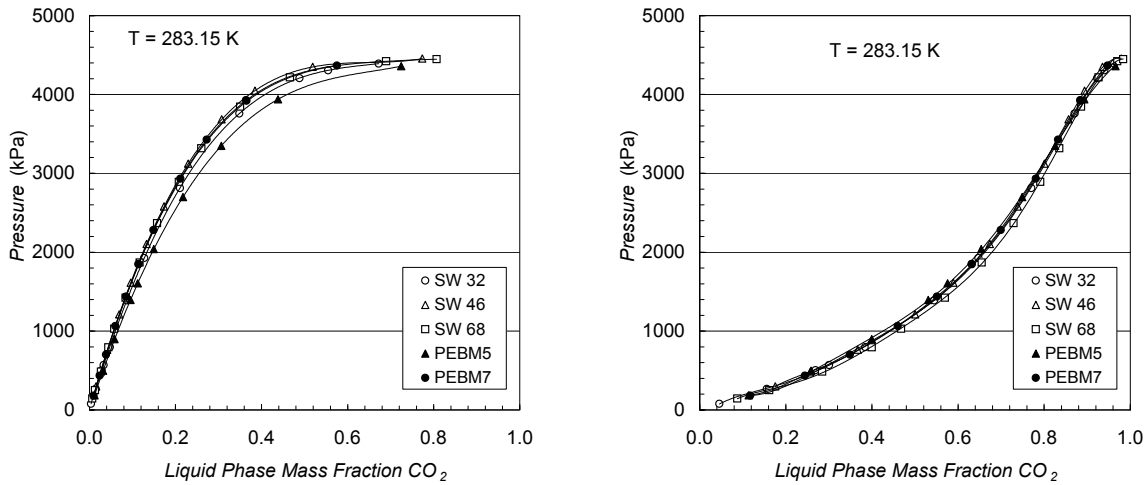 5000
4000
3000
2000
1000
0
Pressure (kPa)
T = 283.15 K
SW 32
SW 46
SW 68
PEBM5
PEBM7
0.0 0.2 0.4 0.6 0.8 1.0
Liquid Phase Mass Fraction CO2
5000
4000
3000
2000
1000
0
Pressure (kPa)
T = 283.15 K
SW 32
SW 46
SW 68
PEBM5
PEBM7
0.0 0.2 0.4 0.6 0.8 1.0
Liquid Phase Mass Fraction CO2